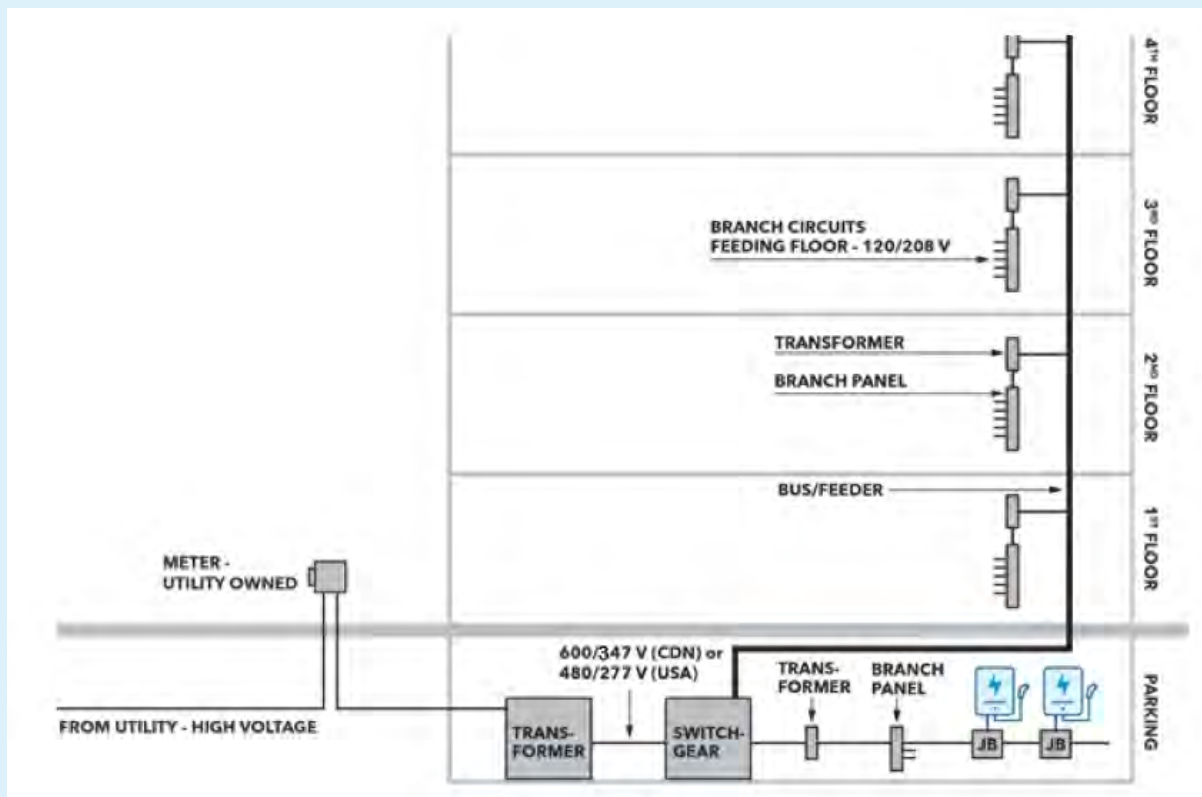 4TH FLOOR
3RD FLOOR
BRANCH CIRCUITS
FEEDING FLOOR - 120/208 V
TRANSFORMER
2ND FLOOR
BRANCH PANEL
BUS/FEEDER
1ST FLOOR
METER -
UTILITY OWNED
600/347 V (CDN) or
480/277 V (USA)
TRANS-
FORMER
BRANCH
PANEL
PARKING
FROM UTILITY - HIGH VOLTAGE
TRANS-
FORMER
SWITCH-
GEAR
JB
JB